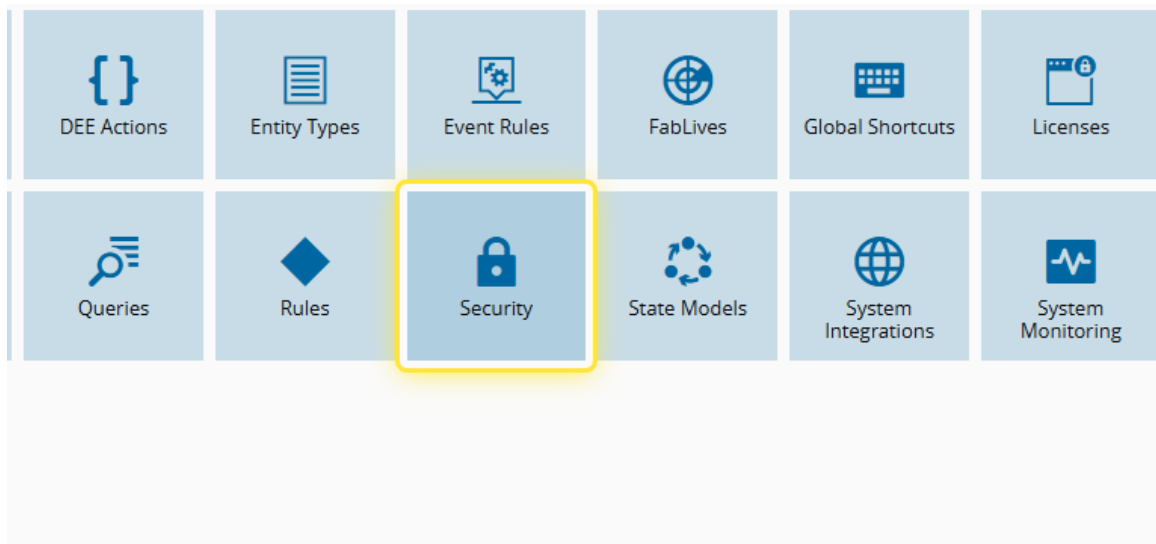 DEE Actions
Entity Types
Event Rules
FabLives
Global Shortcuts
Licenses
Queries
Rules
Security
State Models
System
Integrations
System
Monitoring